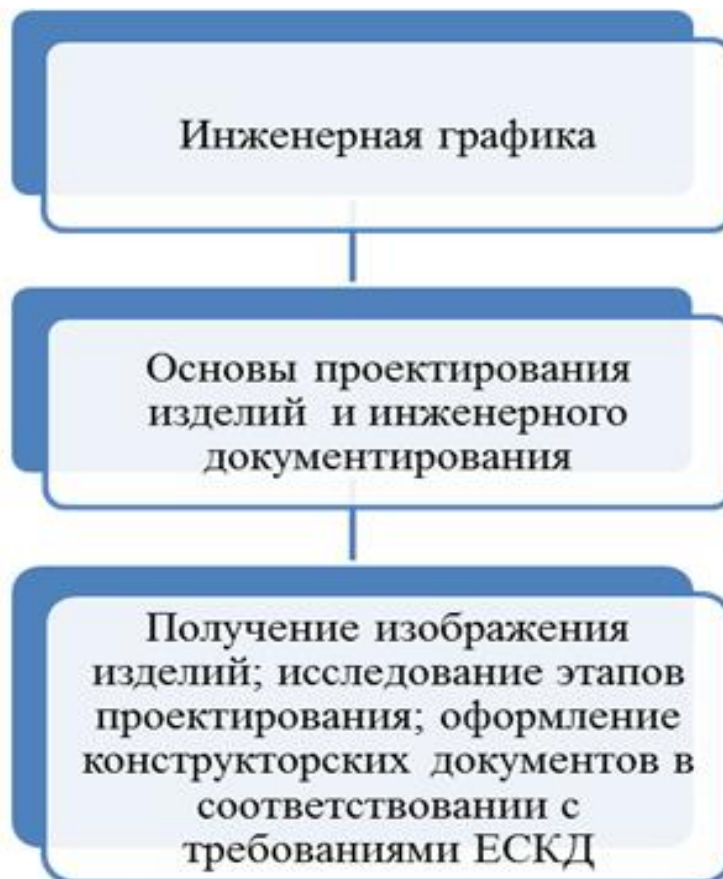 Инженерная графика
Основы проектирования
изделий и инженерного
документирования
Получение изображения
изделий; исследование этапов
проектирования; оформление
конструкторских документов в
соответствовании с
требованиями ЕСКД